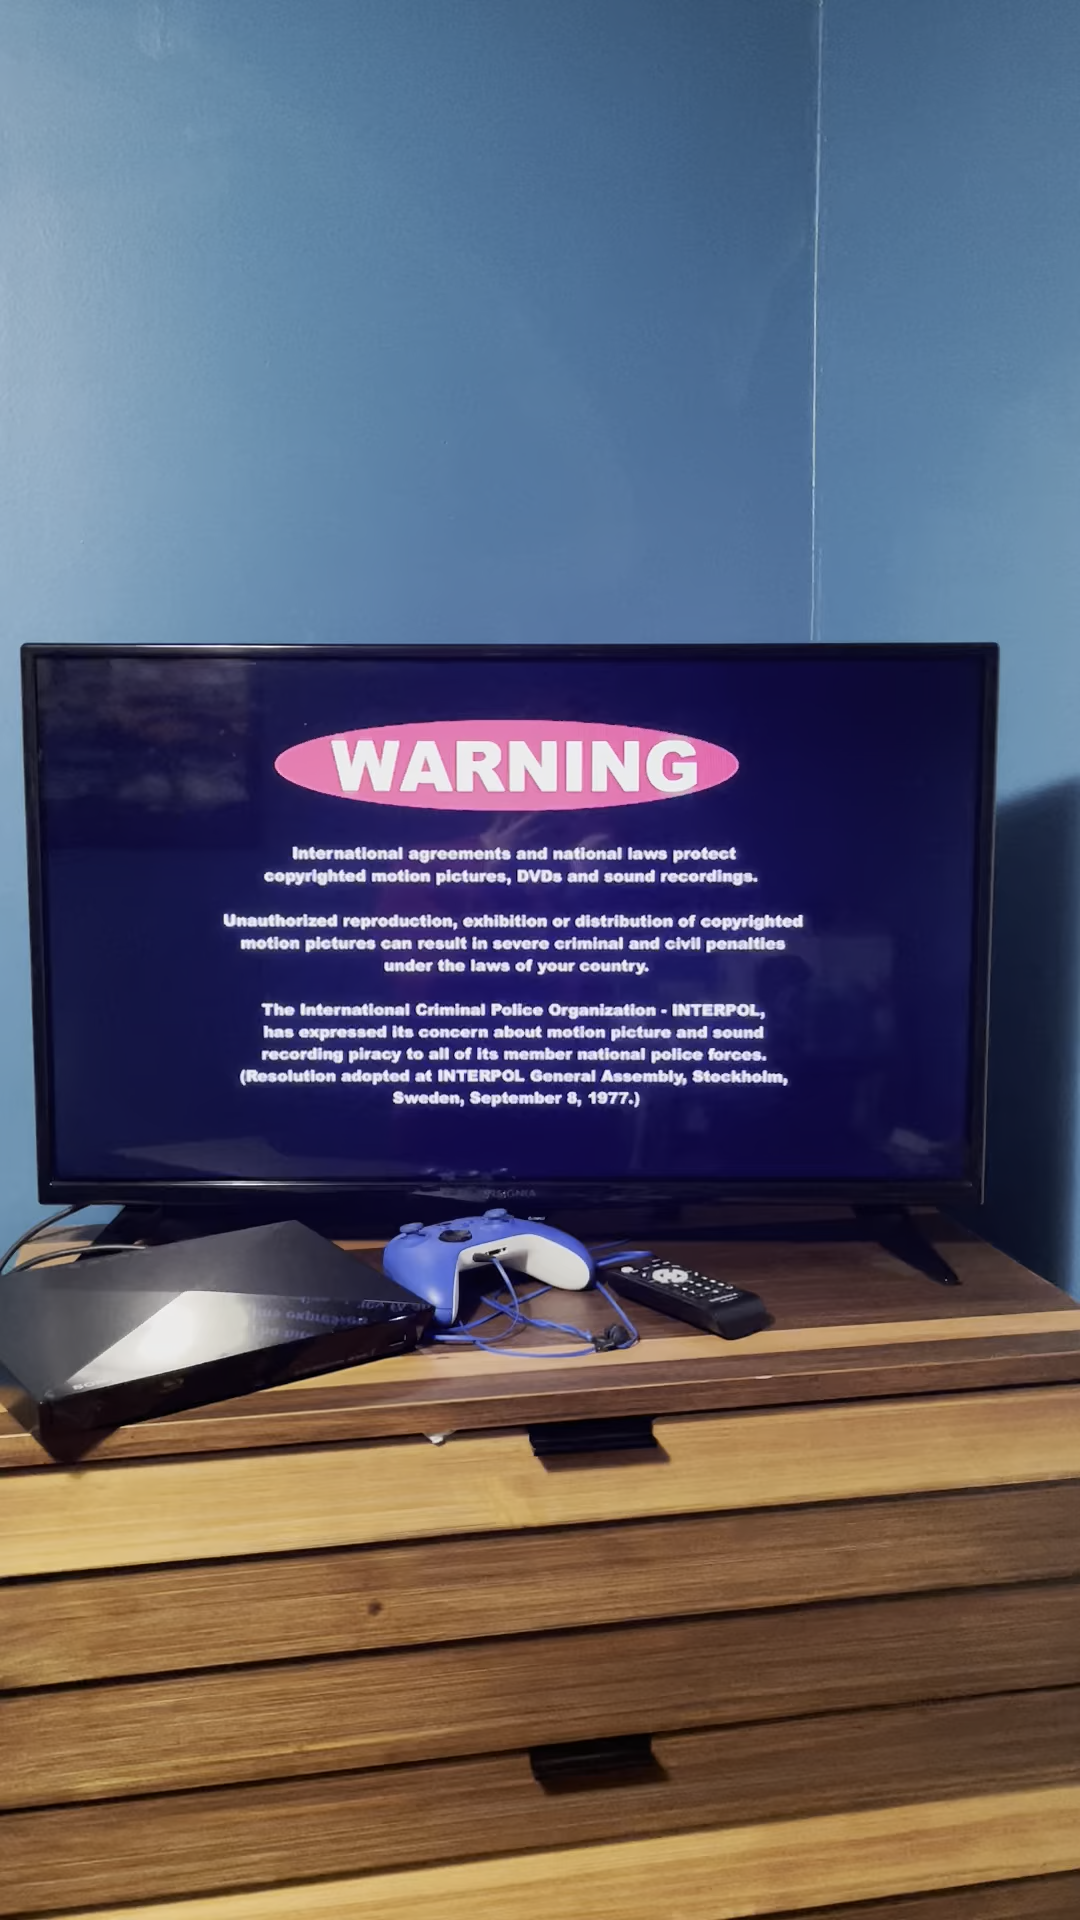 WARNING
International agreements and national laws protect
copyrighted motion pictures, DVDs and sound recordings.
Unauthorized reproduction, exhibition or distribution of copyrighted
motion pictures can result in severe criminal and civil penalties
under the laws of your country.
The International Criminal Police Organization - INTERPOL,
has expressed its concern about motion picture and sound
recording piracy to all of its member national police forces.
(Resolution adopted at INTERPOL General Assembly, Stockholm,
Sweden, September 8, 1977.)
INSIGNIA